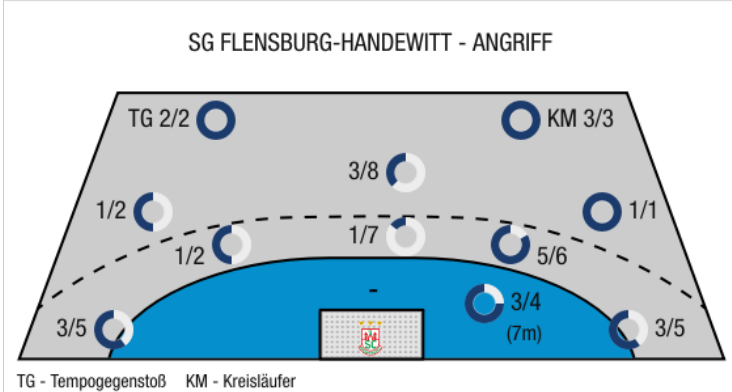 SG FLENSBURG-HANDEWITT - ANGRIFF
TG 2/2
KM 3/3
3/8
1/2
1/1
1/2
1/7
5/6
-
3/4
(7m)
3/5
3/5
TG - Tempogegenstoß KM - Kreisläufer